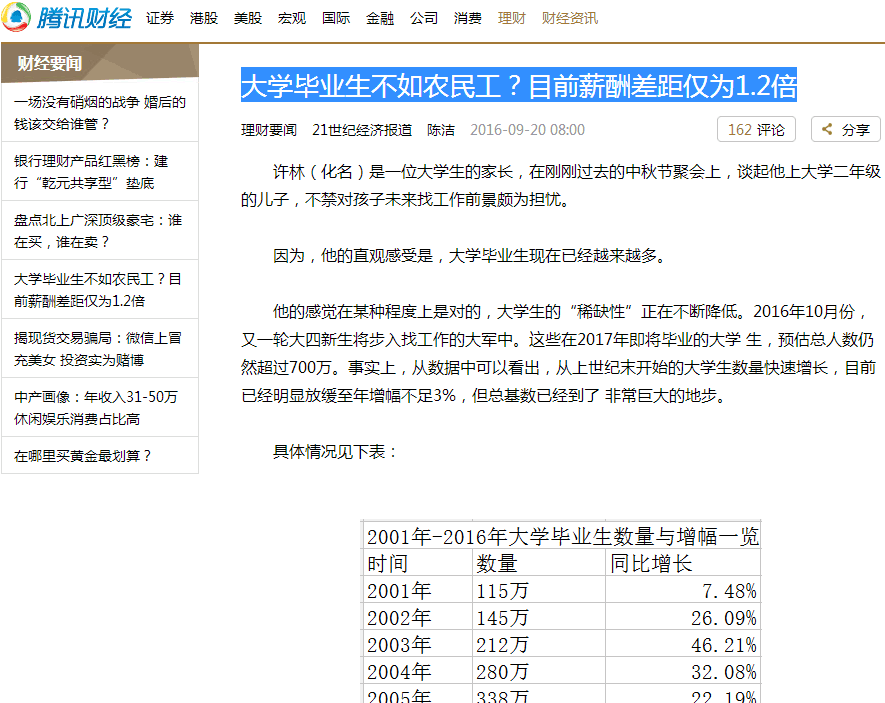 腾讯财经 证券 港股 美股 宏观 国际 金融 公司 消费 理财 财经资讯
财经要闻
一场没有硝烟的战争 婚后的
钱该交给谁管？
银行理财产品红黑榜：建
行“乾元共享型”垫底
盘点北上广深顶级豪宅：谁
在买，谁在卖？
大学毕业生不如农民工？目
前薪酬差距仅为1.2倍
揭现货交易骗局：微信上冒
充美女 投资实为赌博
中产画像：年收入31-50万
休闲娱乐消费占比高
在哪里买黄金最划算？
大学毕业生不如农民工？目前薪酬差距仅为1.2倍
理财要闻 21世纪经济报道 陈洁 2016-09-20 08:00 162 评论 分享
许林（化名）是一位大学生的家长，在刚刚过去的中秋节聚会上，谈起他上大学二年级
的儿子，不禁对孩子未来找工作前景颇为担忧。
因为，他的直观感受是，大学毕业生现在已经越来越多。
他的感觉在某种程度上是对的，大学生的“稀缺性”正在不断降低。2016年10月份，
又一轮大四新生将步入找工作的大军中。这些在2017年即将毕业的大学 生，预估总人数仍
然超过700万。事实上，从数据中可以看出，从上世纪末开始的大学生数量快速增长，目前
已经明显放缓至年增幅不足3%，但总基数已经到了 非常巨大的地步。
具体情况见下表：
2001年-2016年大学毕业生数量与增幅一览
时间 数量 同比增长
2001年 115万 7.48%
2002年 145万 26.09%
2003年 212万 46.21%
2004年 280万 32.08%
2005年 338万 22.19%